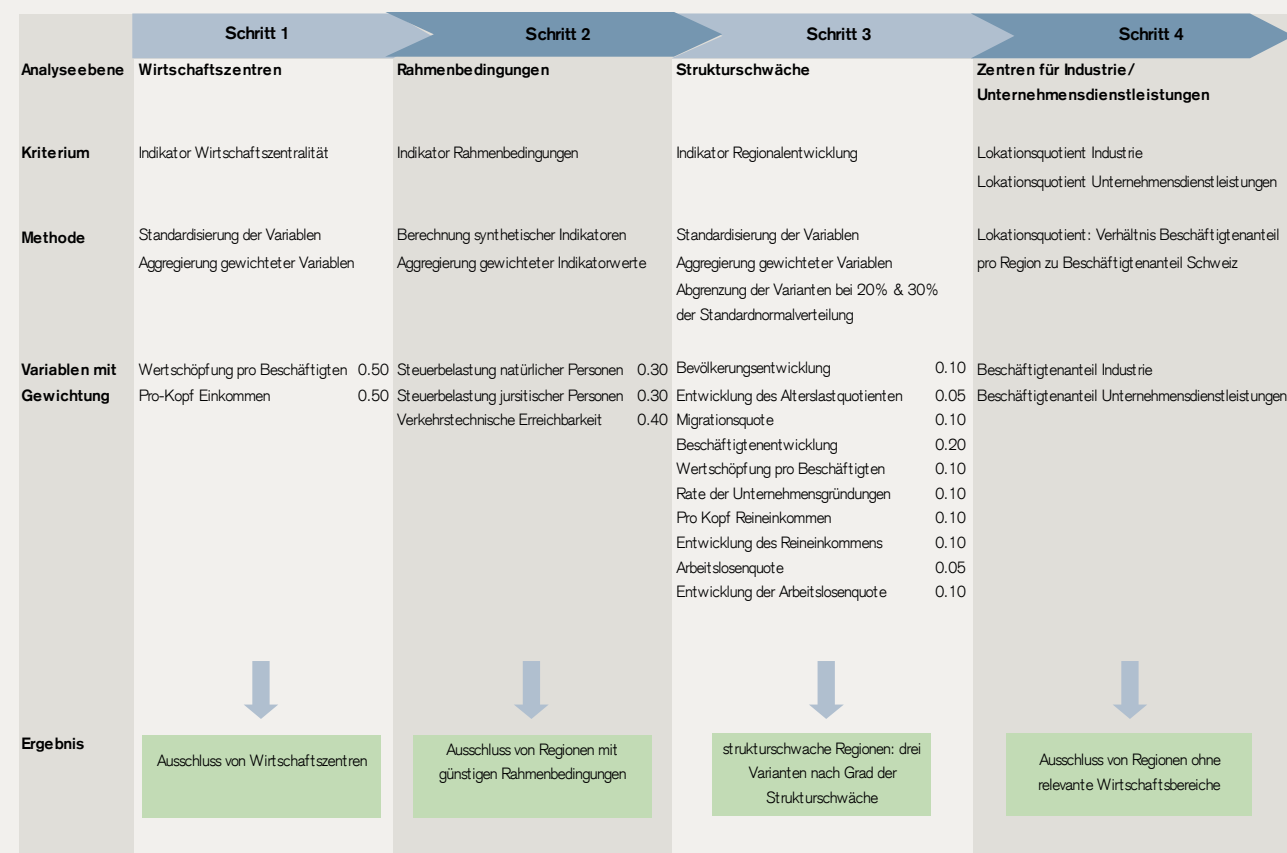 Schritt 1
Schritt 2
Schritt 3
Schritt 4
Analyseebene
Wirtschaftszentren
Rahmenbedingungen
Strukturschwäche
Zentren für Industrie/
Unternehmensdienstleistungen
Kriterium
Indikator Wirtschaftszentralität
Indikator Rahmenbedingungen
Indikator Regionalentwicklung
Lokationsquotient Industrie
Lokationsquotient Unternehmensdienstleistungen
Methode
Standardisierung der Variablen
Aggregierung gewichteter Variablen
Berechnung synthetischer Indikatoren
Aggregierung gewichteter Indikatorwerte
Standardisierung der Variablen
Aggregierung gewichteter Variablen
Abgrenzung der Varianten bei 20% & 30%
der Standardnormalverteilung
Lokationsquotient: Verhältnis Beschäftigtenanteil
pro Region zu Beschäftigtenanteil Schweiz
Variablen mit
Gewichtung
Wertschöpfung pro Beschäftigten 0.50
Pro-Kopf Einkommen 0.50
Steuerbelastung natürlicher Personen 0.30
Steuerbelastung jursitischer Personen 0.30
Verkehrstechnische Erreichbarkeit 0.40
Bevölkerungsentwicklung 0.10
Entwicklung des Alterslastquotienten 0.05
Migrationsquote 0.10
Beschäftigtenentwicklung 0.20
Wertschöpfung pro Beschäftigten 0.10
Rate der Unternehmensgründungen 0.10
Pro Kopf Reineinkommen 0.10
Entwicklung des Reineinkommens 0.10
Arbeitslosenquote 0.05
Entwicklung der Arbeitslosenquote 0.10
Beschäftigtenanteil Industrie
Beschäftigtenanteil Unternehmensdienstleistungen
Ergebnis
Ausschluss von Wirtschaftszentren
Ausschluss von Regionen mit
günstigen Rahmenbedingungen
strukturschwache Regionen: drei
Varianten nach Grad der
Strukturschwäche
Ausschluss von Regionen ohne
relevante Wirtschaftsbereiche